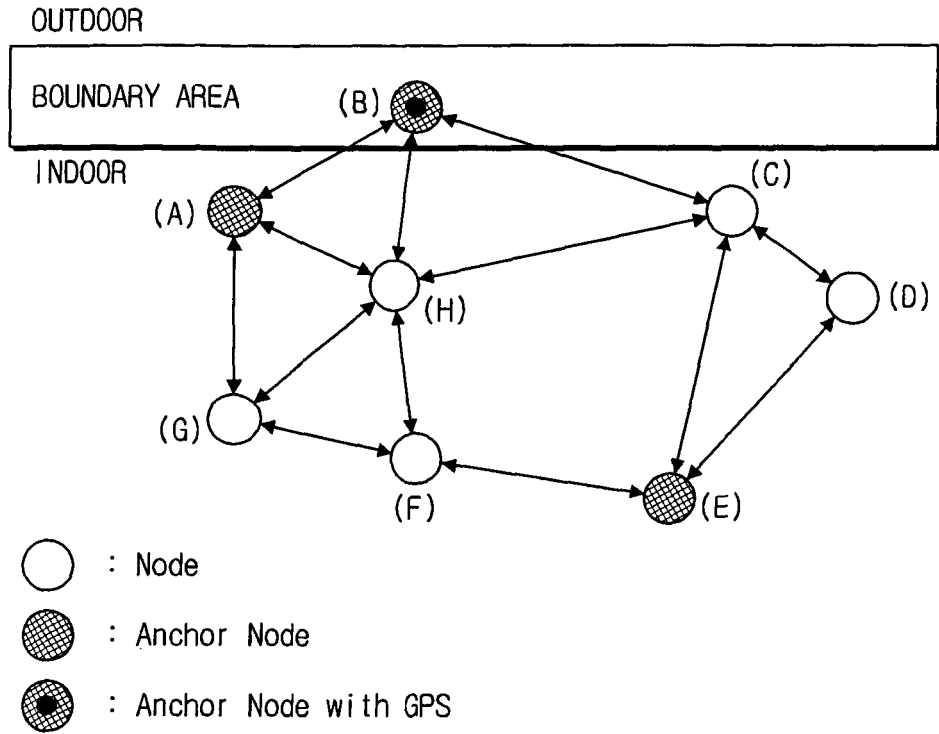 OUTDOOR
BOUNDARY AREA
(B)
INDOOR
(C)
(A)
(D)
(H)
(G)
(F)
(E)
: Node
: Anchor Node
: Anchor Node with GPS